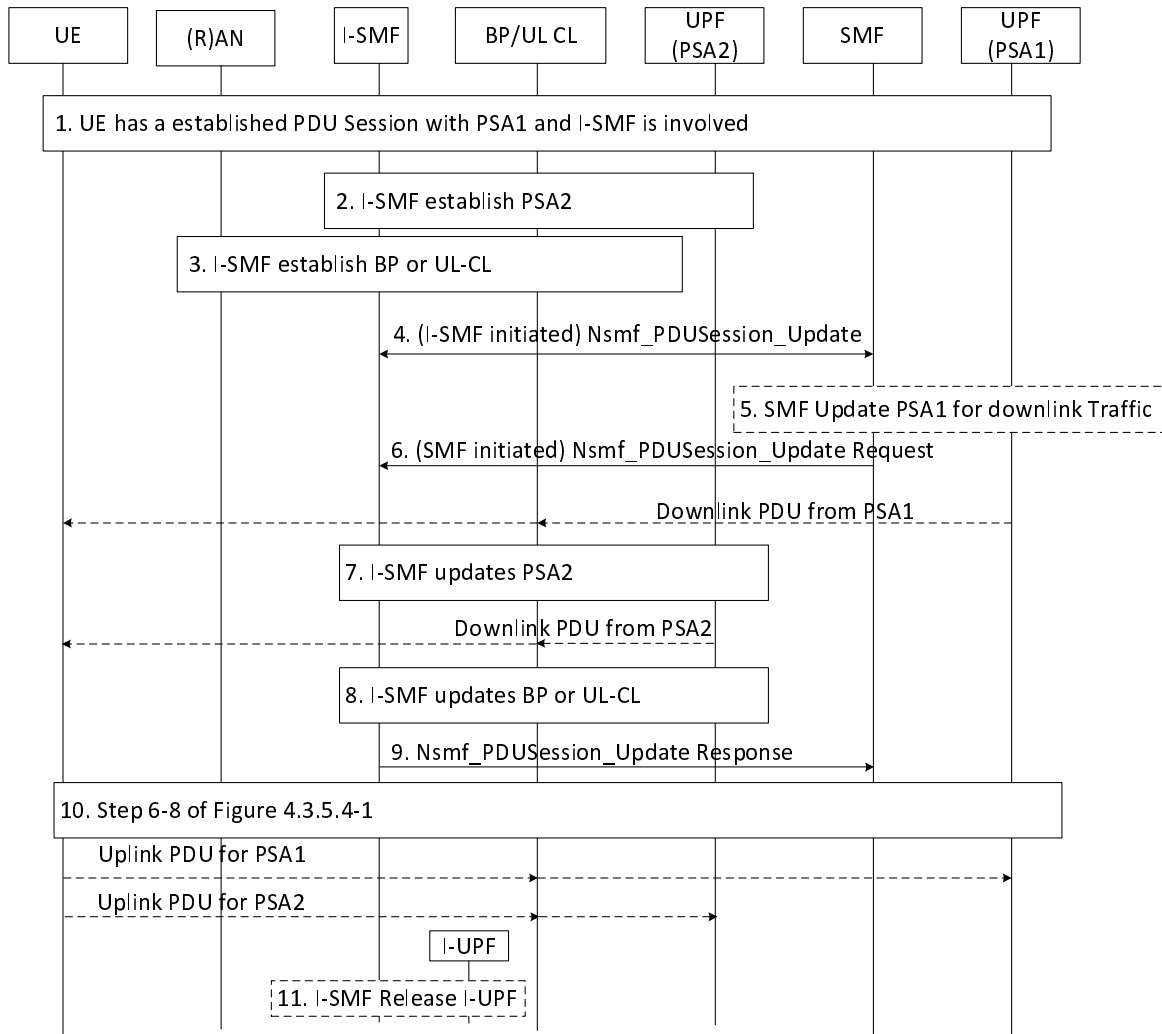 UE
(R)AN
I-SMF
BP/UL CL
UPF
(PSA2)
SMF
UPF
(PSA1)
1. UE has a established PDU Session with PSA1 and I-SMF is involved
2. I-SMF establish PSA2
3. I-SMF establish BP or UL-CL
4. (I-SMF initiated) Nsmf_PDUSession_Update
5. SMF Update PSA1 for downlink Traffic
6. (SMF initiated) Nsmf_PDUSession_Update Request
Downlink PDU from PSA1
7. I-SMF updates PSA2
Downlink PDU from PSA2
8. I-SMF updates BP or UL-CL
9. Nsmf_PDUSession_Update Response
10. Step 6-8 of Figure 4.3.5.4-1
Uplink PDU for PSA1
Uplink PDU for PSA2
I-UPF
11. I-SMF Release I-UPF